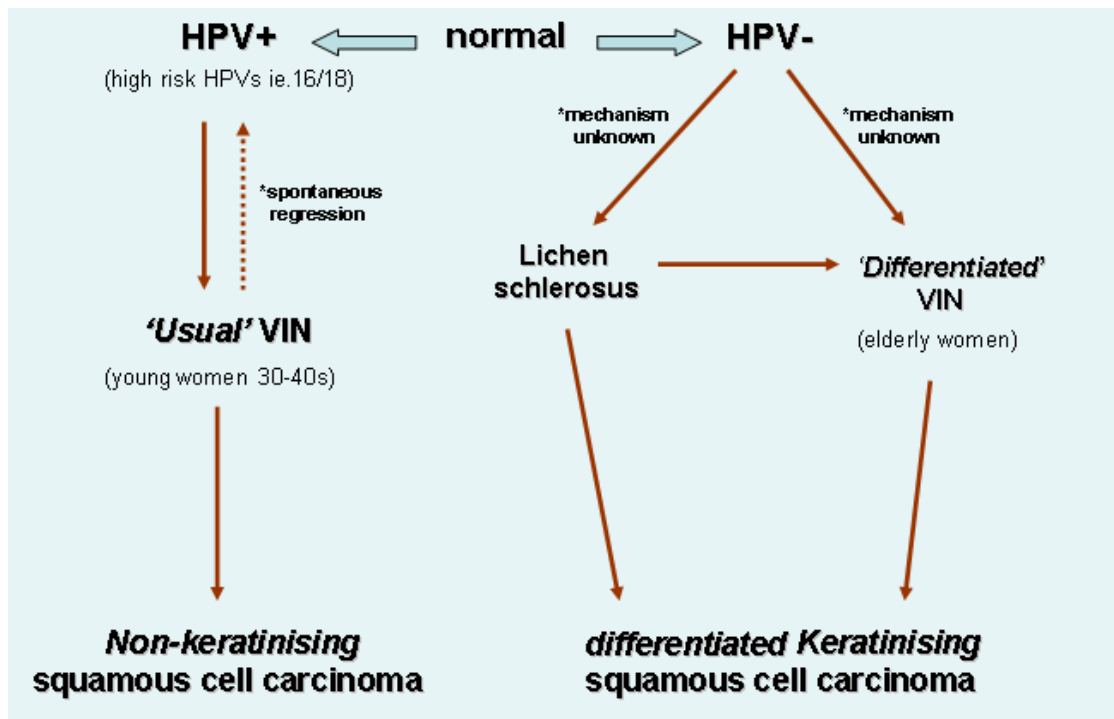 HPV+
normal
HPV-
(high risk HPVs ie.16/18)
*mechanism
unknown
*mechanism
unknown
*spontaneous
regression
Lichen
schlerosus
'Differentiated'
VIN
(elderly women)
'Usual' VIN
(young women 30-40s)
Non-keratinising
squamous cell carcinoma
differentiated Keratinising
squamous cell carcinoma